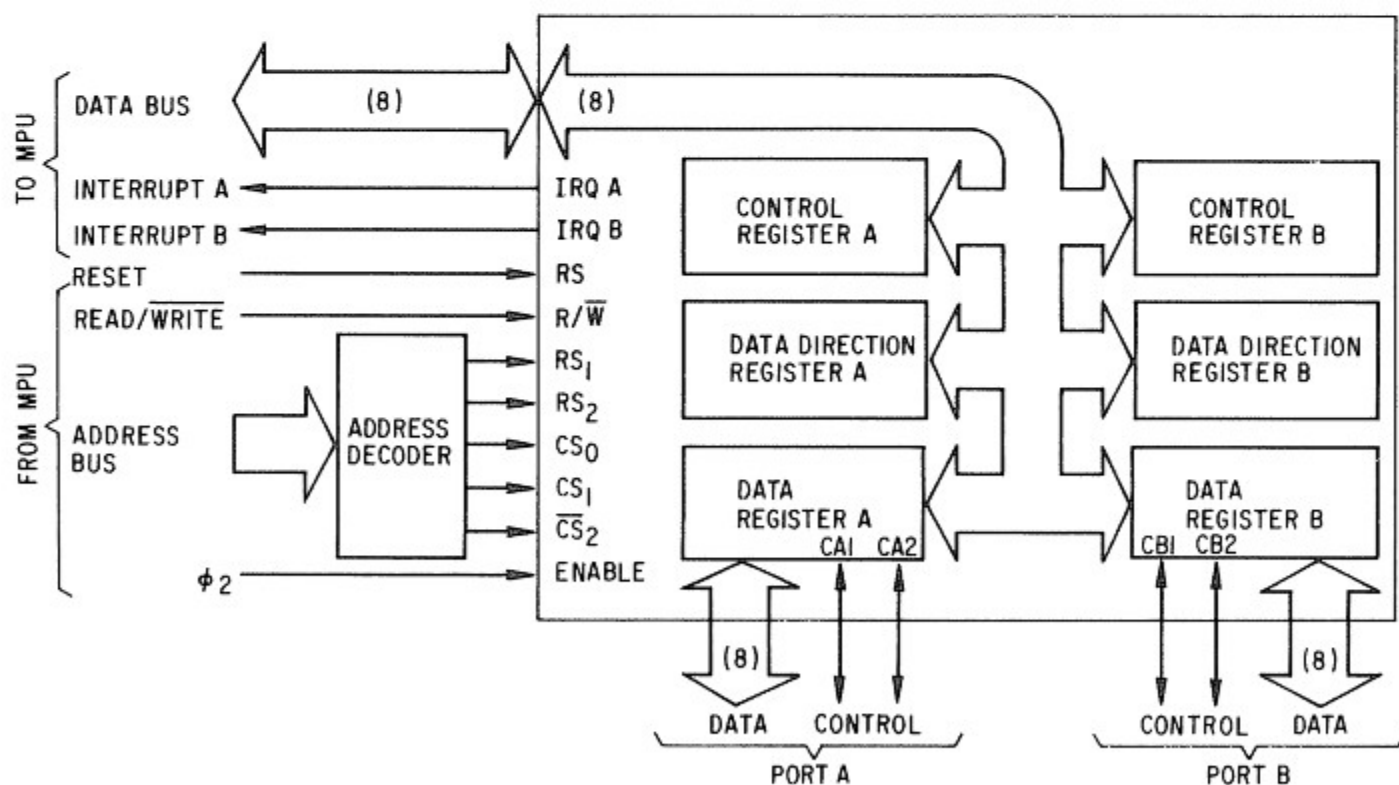 TO MPU
DATA BUS
(8)
(8)
INTERRUPT A
IRQ A
INTERRUPT B
IRQ B
FROM MPU
RESET
RS
READ/W̅R̅I̅T̅E̅
R/W̅
ADDRESS
BUS
ADDRESS
DECODER
RS₁
RS₂
CS₀
CS₁
C̅S̅₂
ϕ₂
ENABLE
CONTROL
REGISTER A
CONTROL
REGISTER B
DATA DIRECTION
REGISTER A
DATA DIRECTION
REGISTER B
DATA
REGISTER A
CA1 CA2
DATA
REGISTER B
CB1 CB2
(8)
(8)
DATA CONTROL
CONTROL DATA
PORT A
PORT B